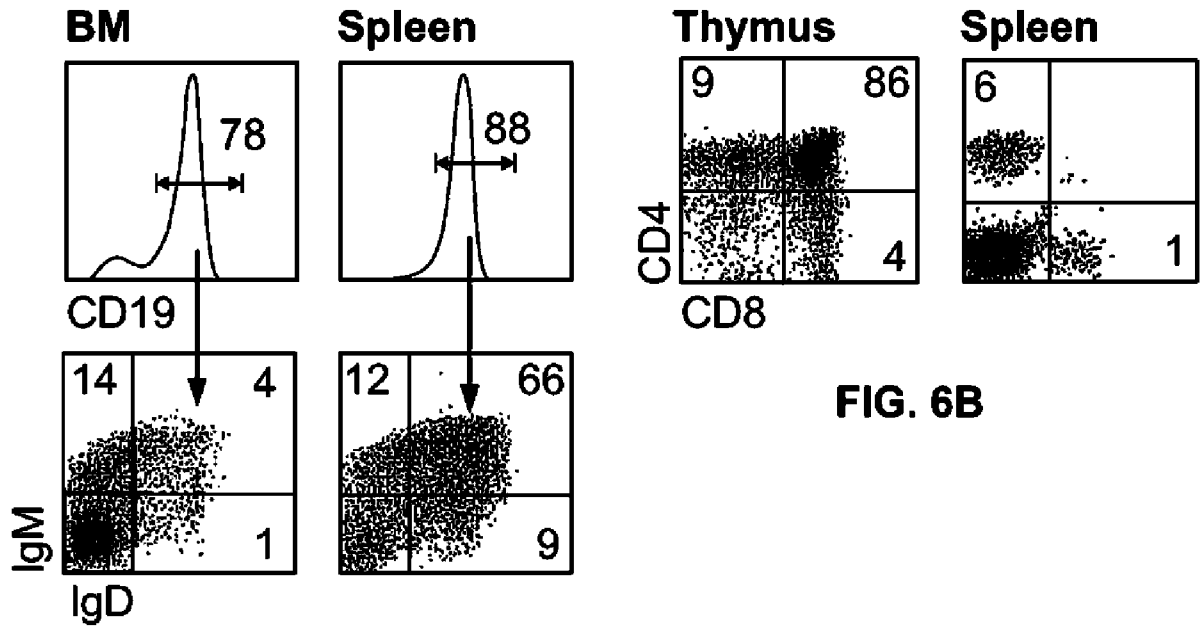 BM
Spleen
Thymus
Spleen
78
88
9
86
4
6
1
CD4
CD19
CD8
14
4
1
12
66
9
IgM
IgD
FIG. 6B